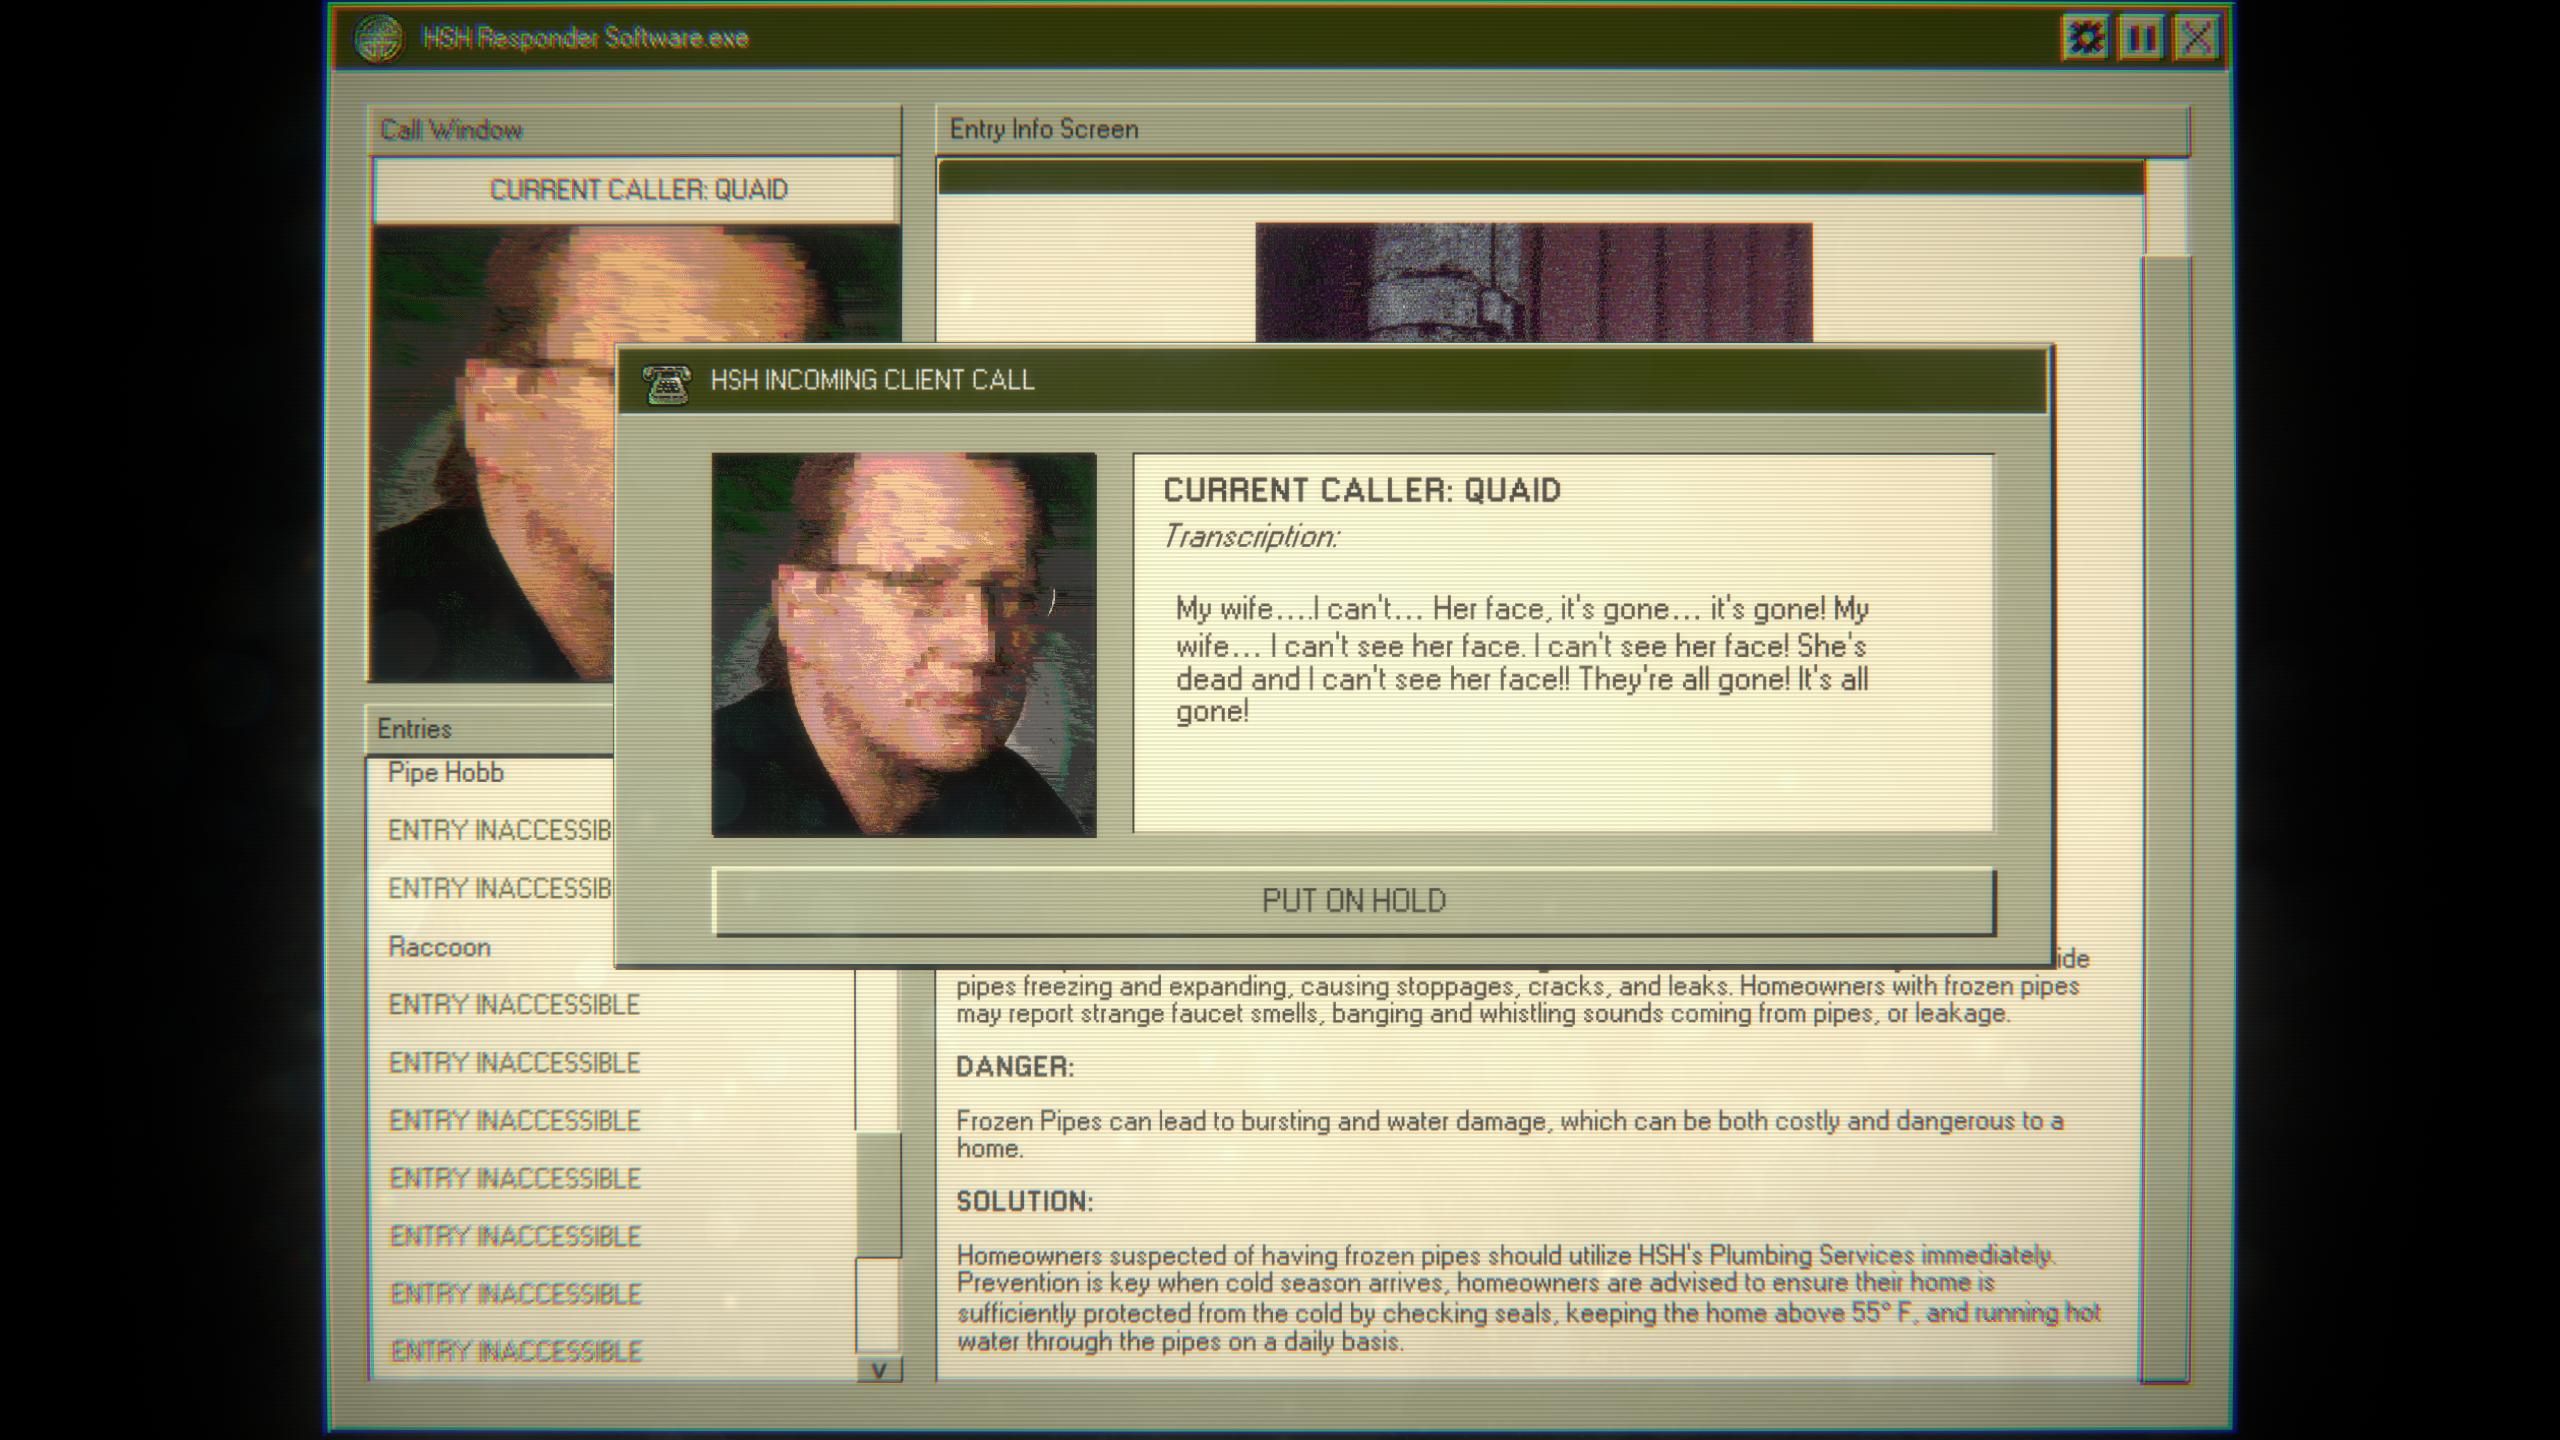 HSH Responder Software.exe
Call Window
CURRENT CALLER: QUAID
Entry Info Screen
HSH INCOMING CLIENT CALL
CURRENT CALLER: QUAID
Transcription:
My wife....I can't... Her face, it's gone... it's gone! My
wife... I can't see her face. I can't see her face! She's
dead and I can't see her face!! They're all gone! It's all
gone!
PUT ON HOLD
Entries
Pipe Hobb
ENTRY INACCESSIB
ENTRY INACCESSIB
Raccoon
ENTRY INACCESSIBLE
ENTRY INACCESSIBLE
ENTRY INACCESSIBLE
ENTRY INACCESSIBLE
ENTRY INACCESSIBLE
ENTRY INACCESSIBLE
ENTRY INACCESSIBLE
V
ide
pipes freezing and expanding, causing stoppages, cracks, and leaks. Homeowners with frozen pipes
may report strange faucet smells, banging and whistling sounds coming from pipes, or leakage.
DANGER:
Frozen Pipes can lead to bursting and water damage, which can be both costly and dangerous to a
home.
SOLUTION:
Homeowners suspected of having frozen pipes should utilize HSH's Plumbing Services immediately.
Prevention is key when cold season arrives, homeowners are advised to ensure their home is
sufficiently protected from the cold by checking seals, keeping the home above 55° F, and running hot
water through the pipes on a daily basis.